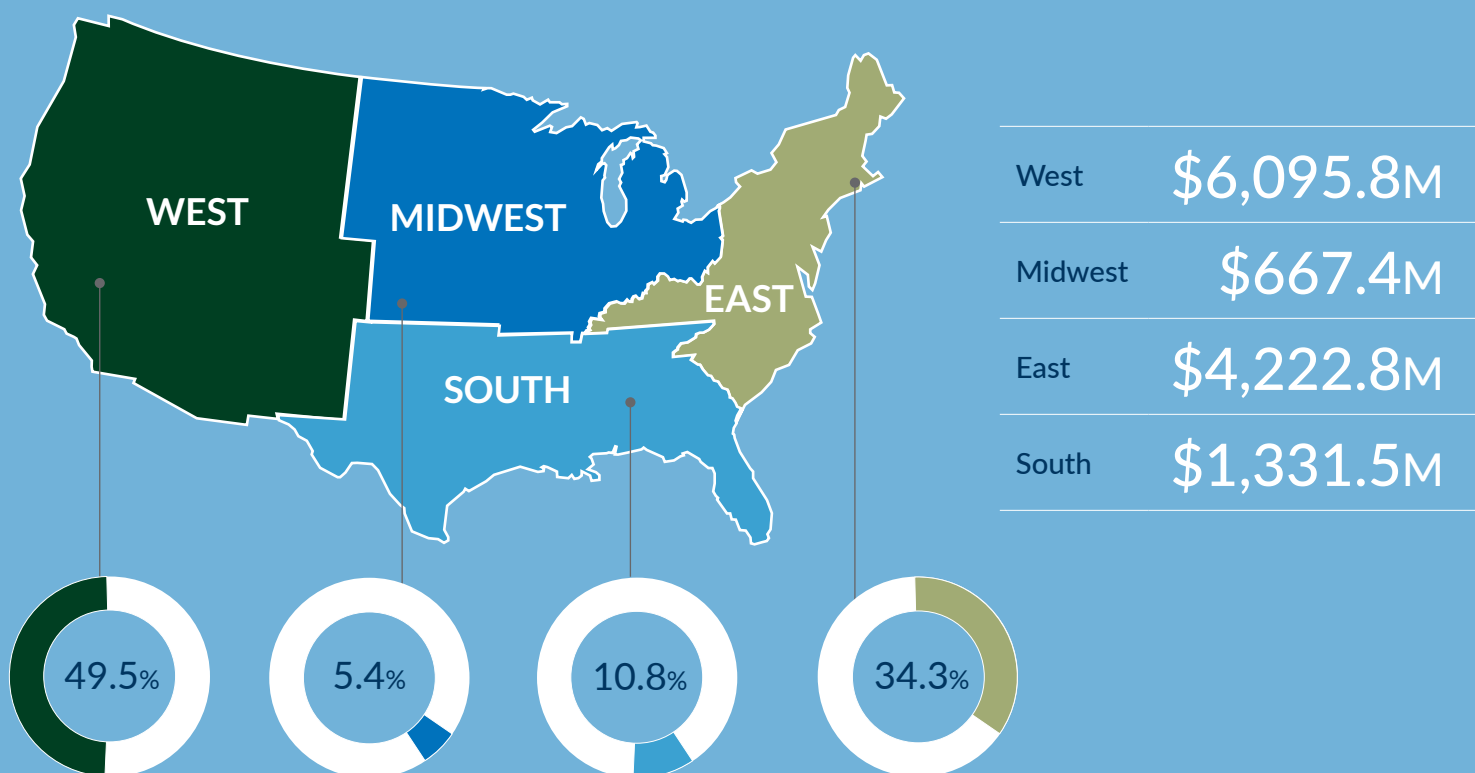 WEST
MIDWEST
EAST
SOUTH
West $6,095.8M
Midwest $667.4M
East $4,222.8M
South $1,331.5M
49.5%
5.4%
10.8%
34.3%